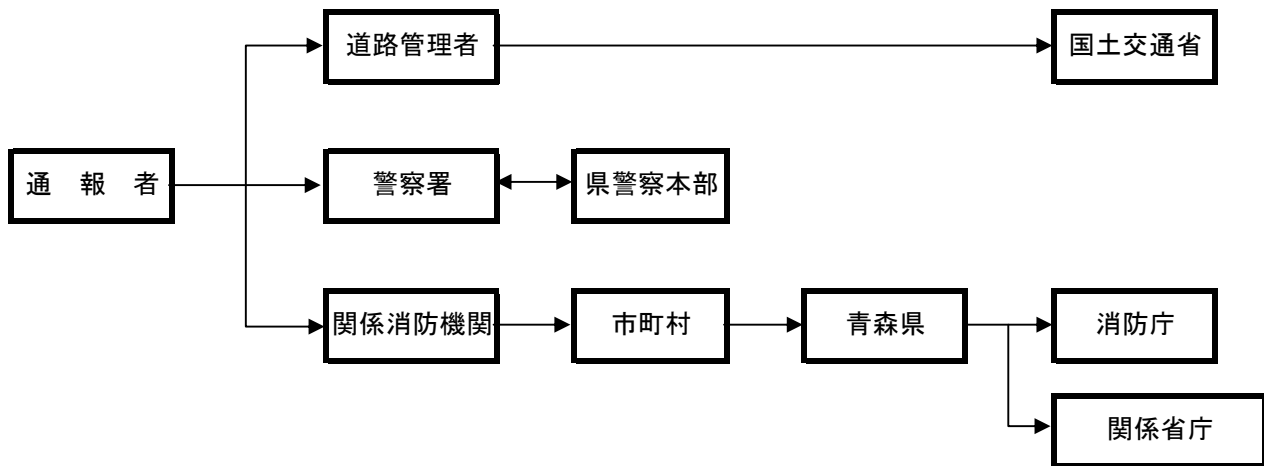 道路管理者
国土交通省
通　報　者
警察署
県警察本部
関係消防機関
市町村
青森県
消防庁
関係省庁